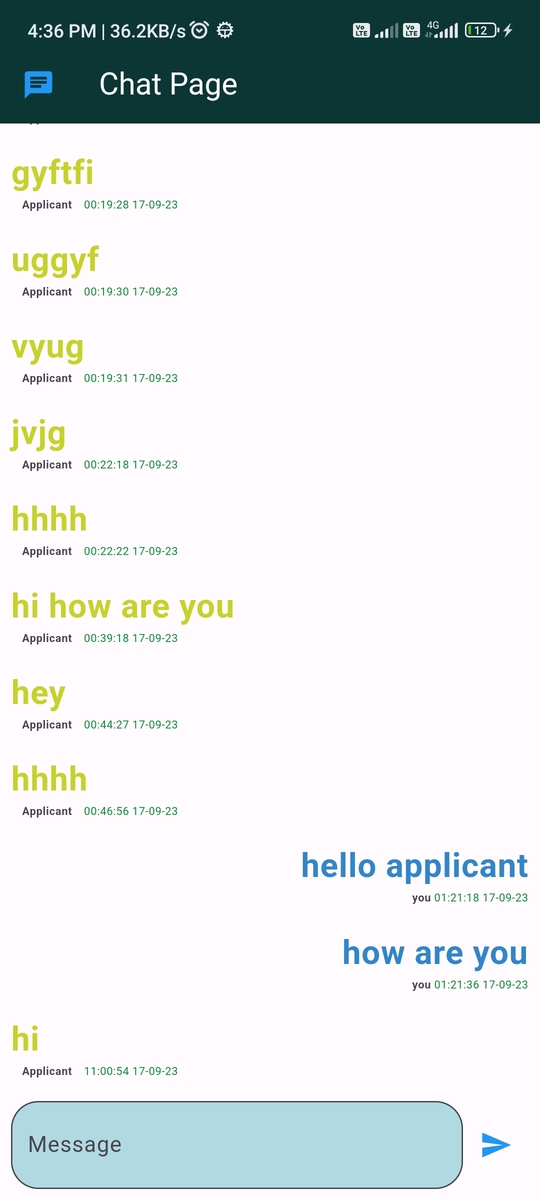 4:36 PM | 36.2KB/s Vo LTE Vo LTE 4G 12
Chat Page
gyftfi
Applicant 00:19:28 17-09-23
uggyf
Applicant 00:19:30 17-09-23
vyug
Applicant 00:19:31 17-09-23
jvjg
Applicant 00:22:18 17-09-23
hhhh
Applicant 00:22:22 17-09-23
hi how are you
Applicant 00:39:18 17-09-23
hey
Applicant 00:44:27 17-09-23
hhhh
Applicant 00:46:56 17-09-23
hello applicant
you 01:21:18 17-09-23
how are you
you 01:21:36 17-09-23
hi
Applicant 11:00:54 17-09-23
Message